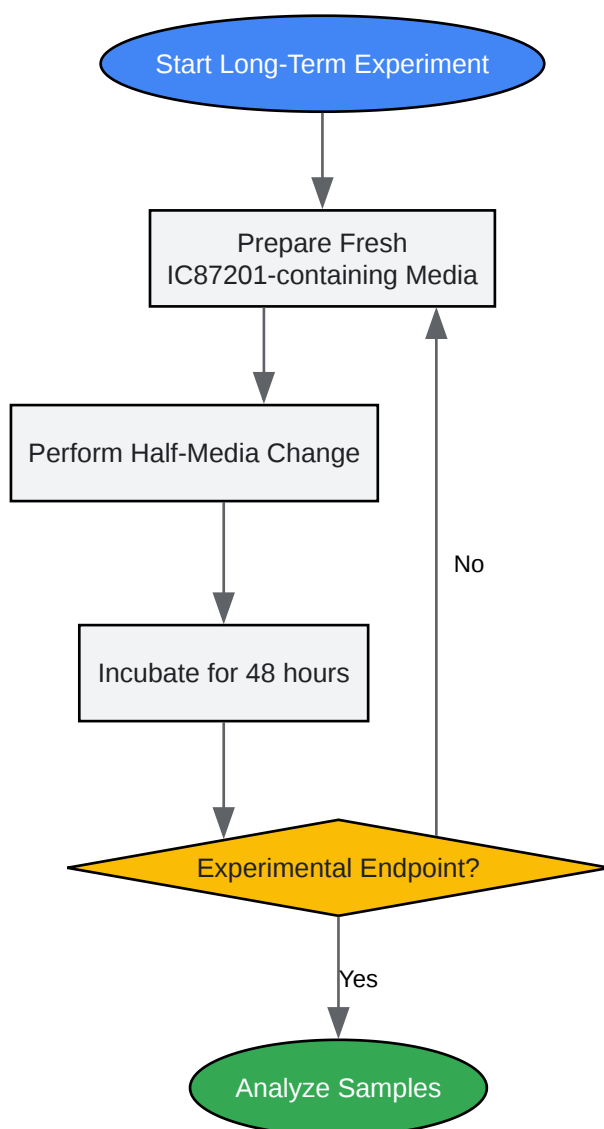 Start Long-Term Experiment
Prepare Fresh
IC87201-containing Media
Perform Half-Media Change
No
Incubate for 48 hours
Experimental Endpoint?
Yes
Analyze Samples